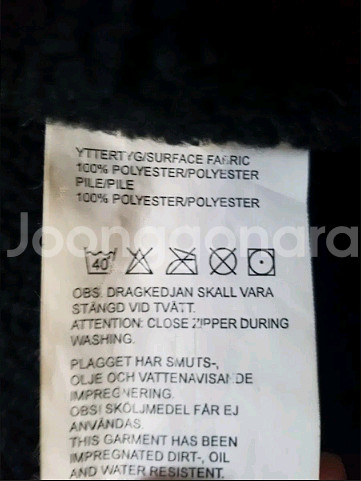 YTTERTYG/SURFACE FABRIC
100% POLYESTER/POLYESTER
PILE/PILE
100% POLYESTER/POLYESTER
Joonggonara
40
OBS: DRAGKEDJAN SKALL VARA
STÄNGD VID TVÄTT.
ATTENTION: CLOSE ZIPPER DURING
WASHING.
PLAGGET HAR SMUTS-,
OLJE OCH VATTENAVISANDE
IMPREGNERING.
OBS! SKÖLJMEDEL FÅR EJ
ANVÄNDAS.
THIS GARMENT HAS BEEN
IMPREGNATED DIRT-, OIL
AND WATER RESISTENT.